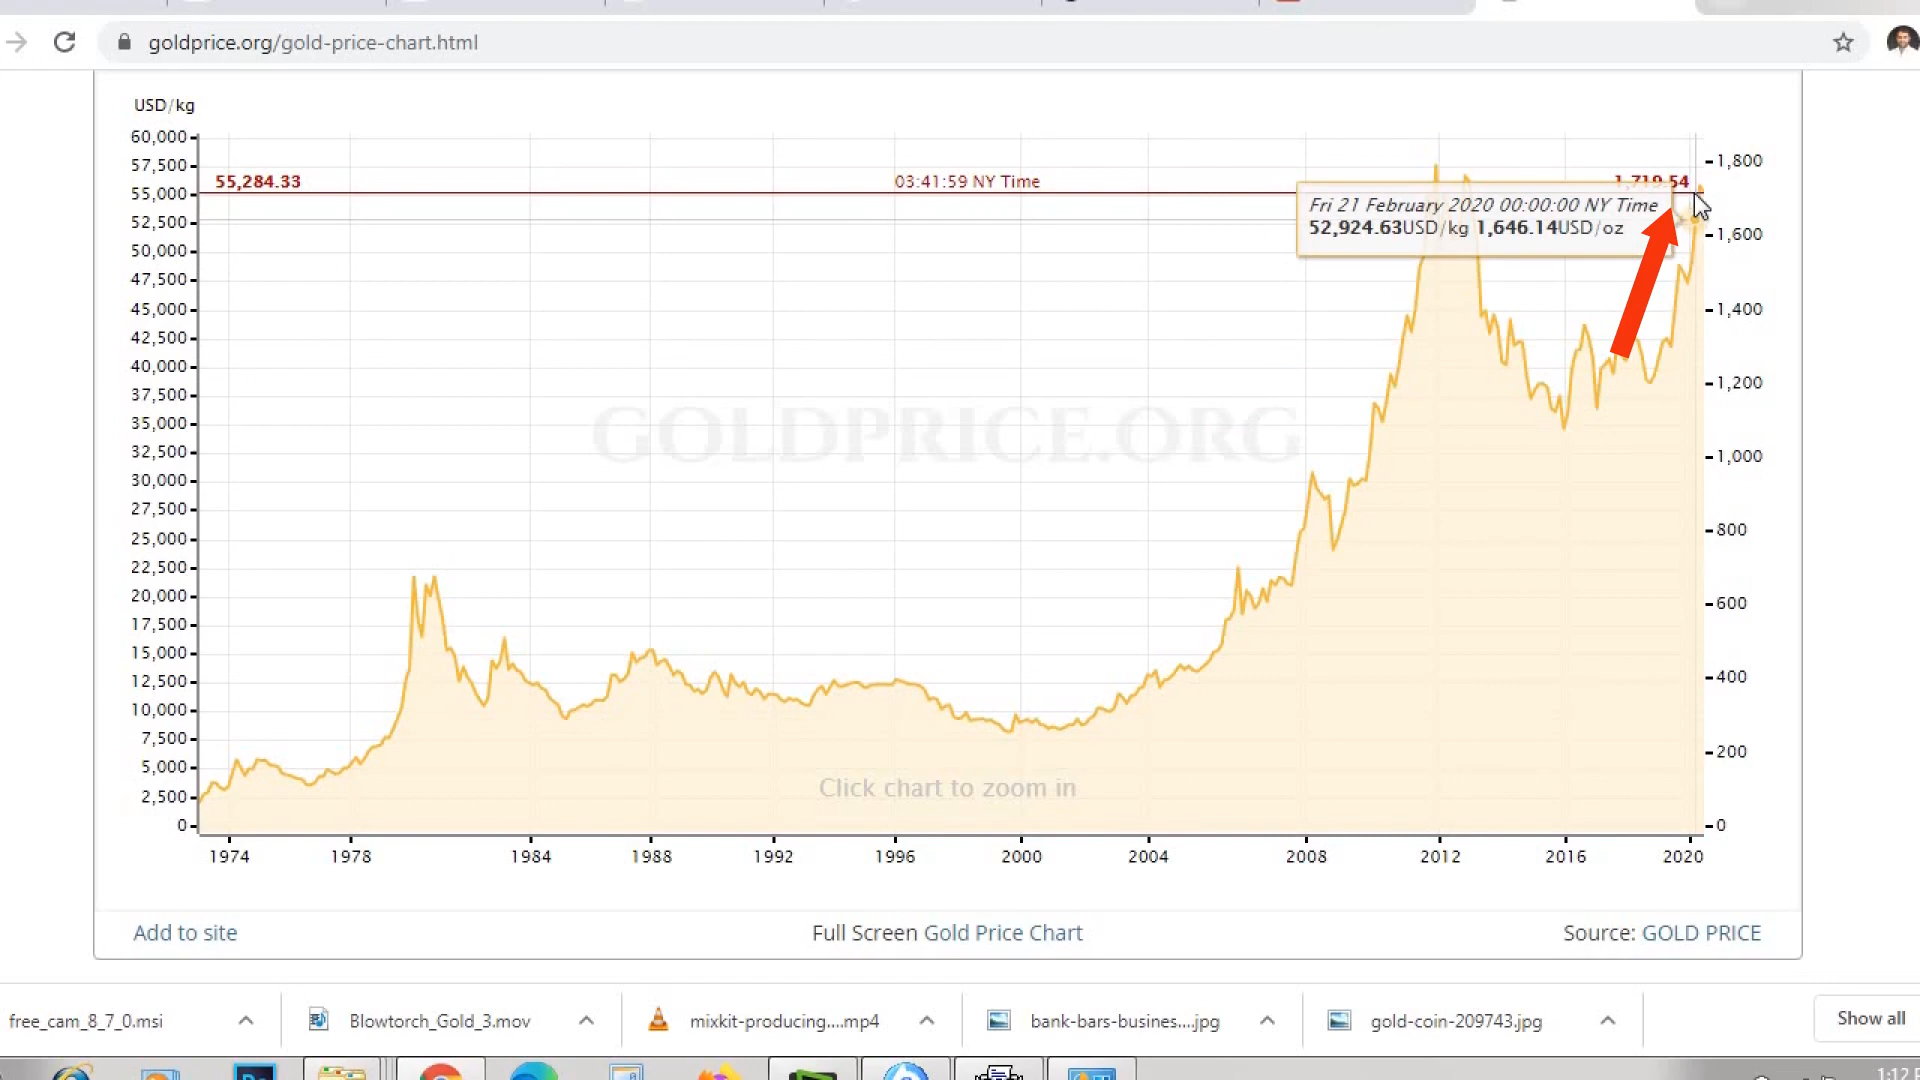 goldprice.org/gold-price-chart.html
USD/kg
60,000
57,500
55,000
52,500
50,000
47,500
45,000
42,500
40,000
37,500
35,000
32,500
30,000
27,500
25,000
22,500
20,000
17,500
15,000
12,500
10,000
7,500
5,000
2,500
0
55,284.33
03:41:59 NY Time
1,719.54
Fri 21 February 2020 00:00:00 NY Time
52,924.63USD/kg 1,646.14USD/oz
1,800
1,600
1,400
1,200
1,000
800
600
400
200
0
GOLDPRICE.ORG
Click chart to zoom in
1974 1978 1984 1988 1992 1996 2000 2004 2008 2012 2016 2020
Add to site
Full Screen Gold Price Chart
Source: GOLD PRICE
free_cam_8_7_0.msi
Blowtorch_Gold_3.mov
mixkit-producing....mp4
bank-bars-busines....jpg
gold-coin-209743.jpg
Show all